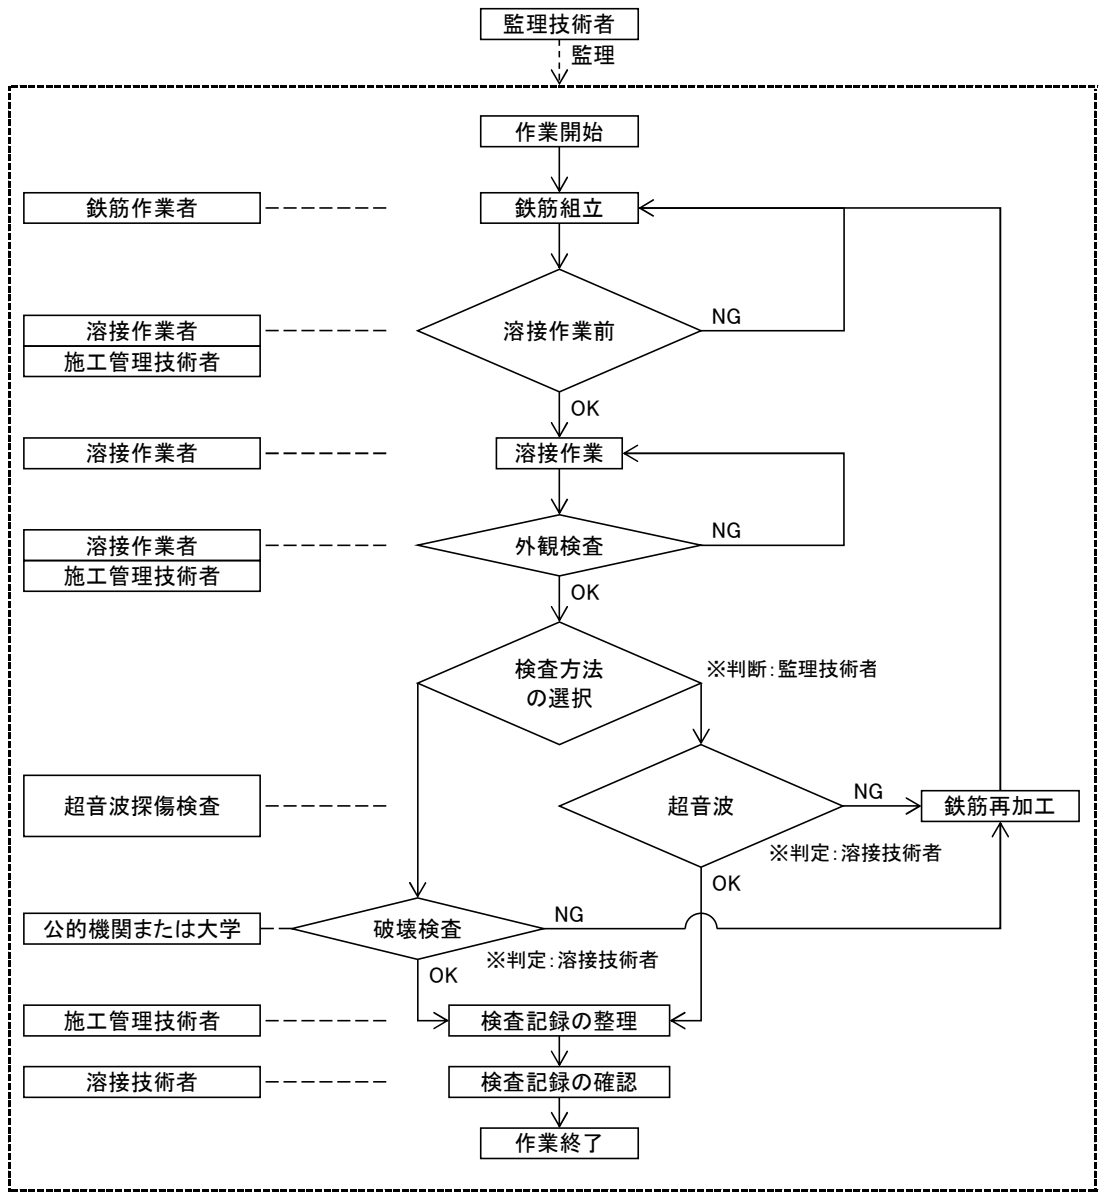 監理技術者
監理
作業開始
鉄筋作業者
鉄筋組立
溶接作業者
施工管理技術者
溶接作業前
NG
OK
溶接作業者
溶接作業
溶接作業者
施工管理技術者
外観検査
NG
OK
検査方法
の選択
※判断：監理技術者
超音波探傷検査
超音波
NG
鉄筋再加工
※判定：溶接技術者
OK
公的機関または大学
破壊検査
NG
※判定：溶接技術者
OK
施工管理技術者
検査記録の整理
溶接技術者
検査記録の確認
作業終了